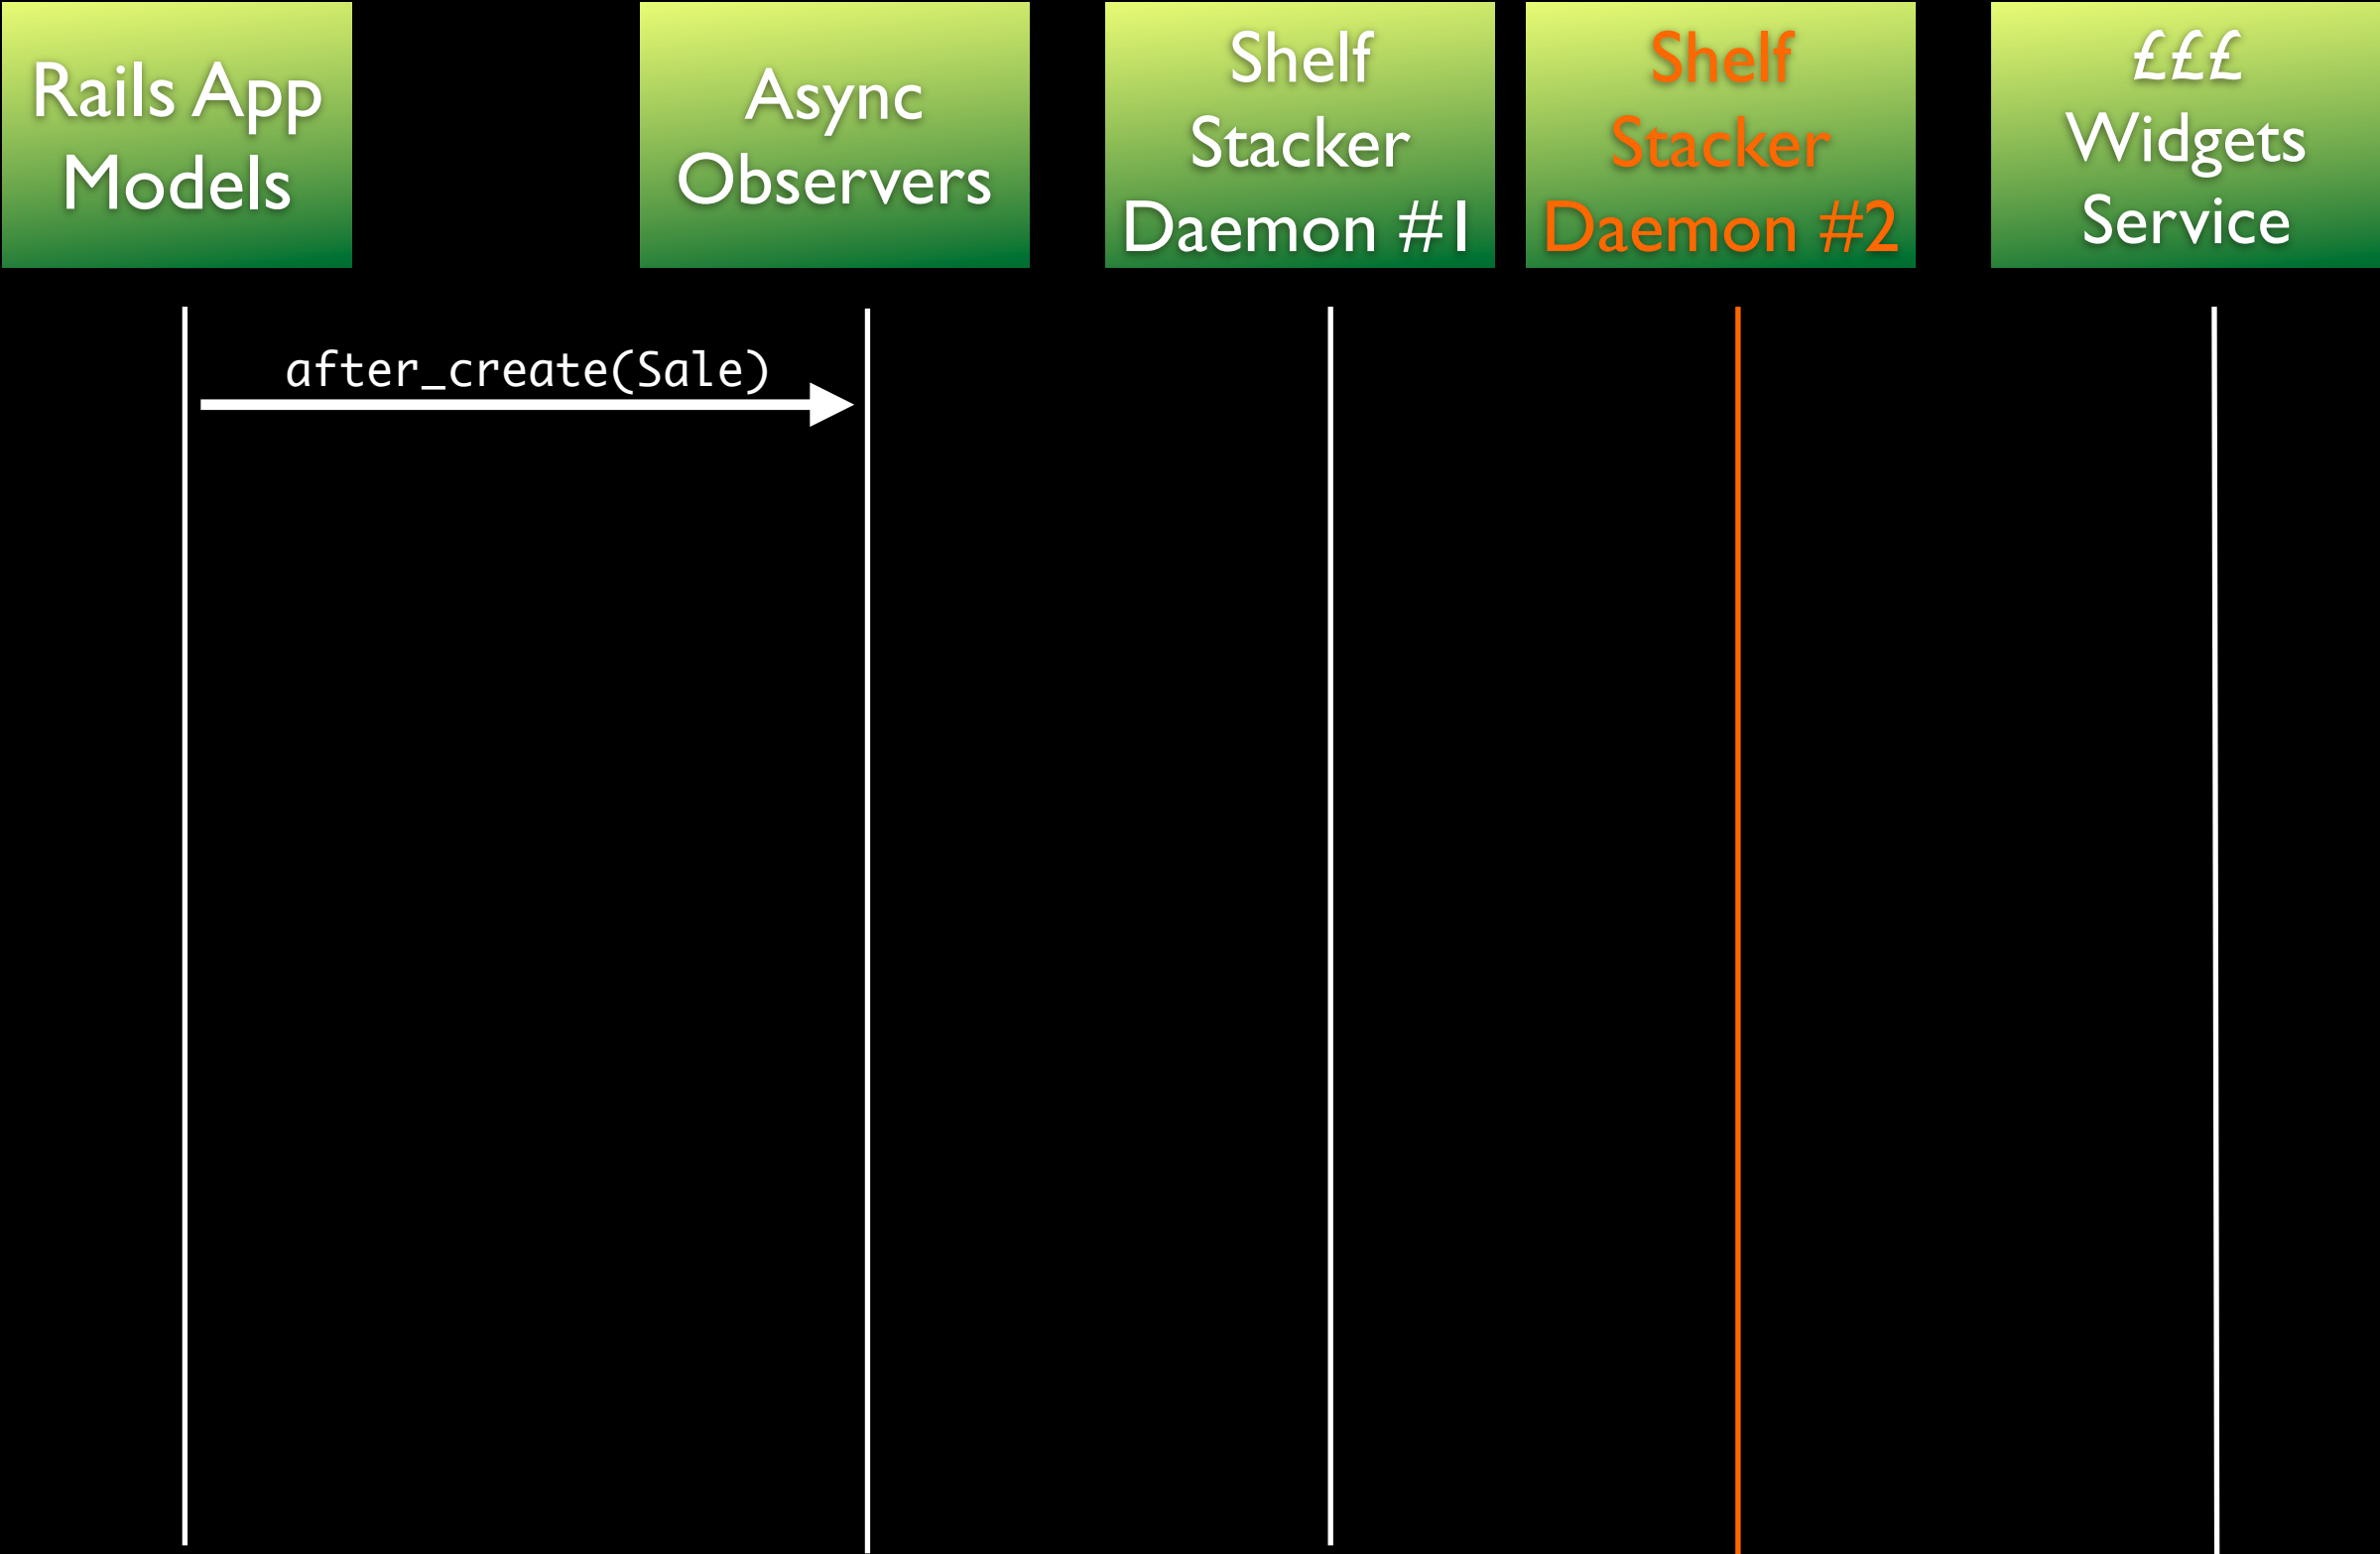 Rails App
Models
Async
Observers
Shelf
Stacker
Daemon #1
Shelf
Stacker
Daemon #2
£££
Widgets
Service
after_create(Sale)